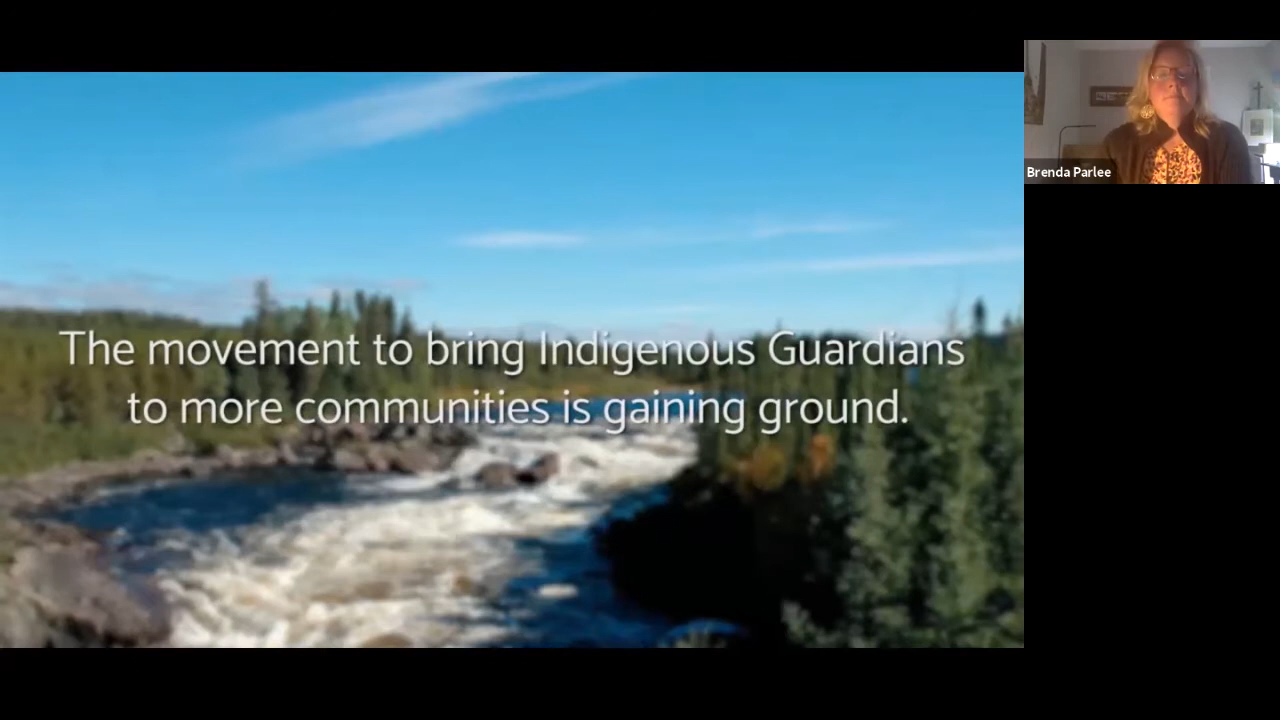 The movement to bring Indigenous Guardians
to more communities is gaining ground.
Brenda Parlee